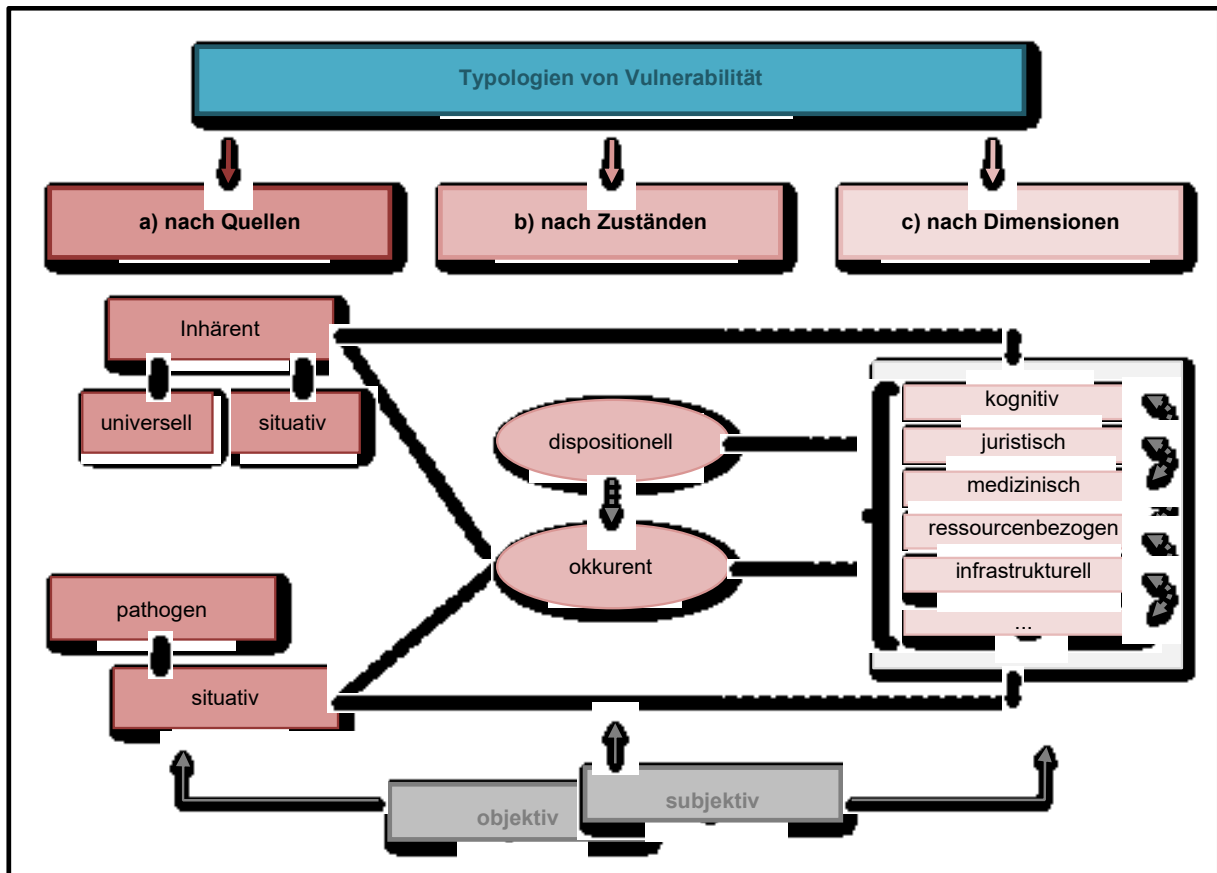 Typologien von Vulnerabilität
a) nach Quellen
b) nach Zuständen
c) nach Dimensionen
Inhärent
universell
situativ
pathogen
situativ
dispositionell
okkurent
kognitiv
juristisch
medizinisch
ressourcenbezogen
infrastrukturell
...
objektiv
subjektiv